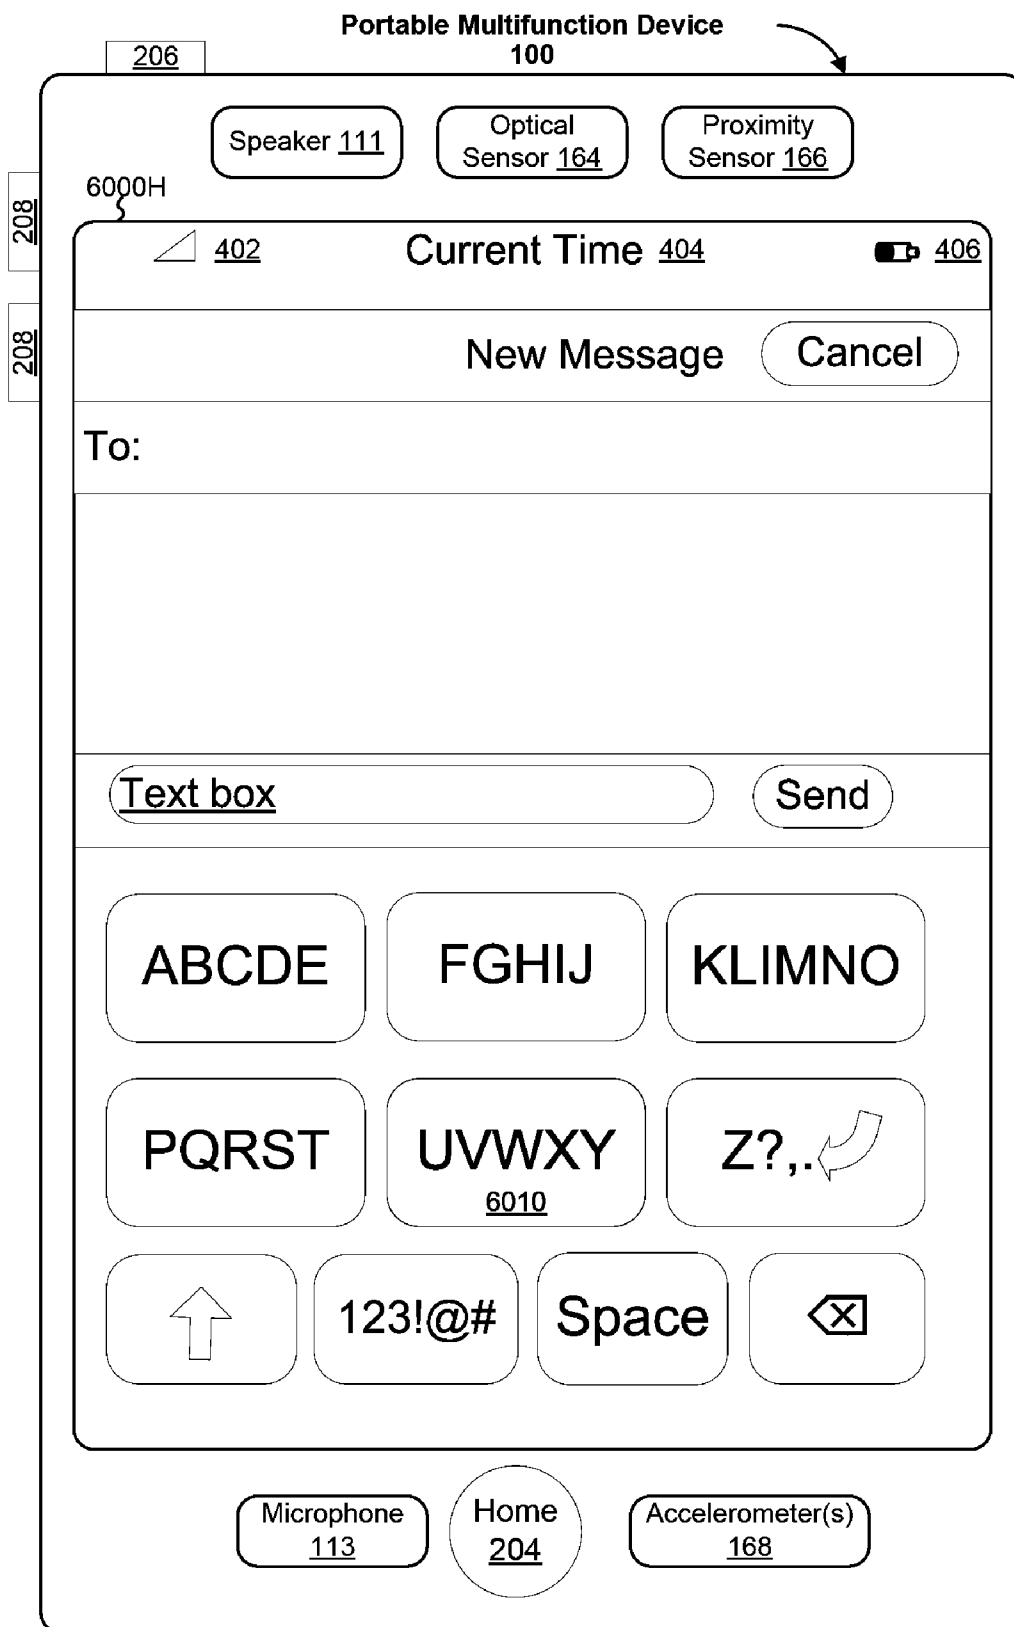 Portable Multifunction Device
100
206
Speaker 111
Optical
Sensor 164
Proximity
Sensor 166
6000H
208
402
Current Time 404
406
208
New Message
Cancel
To:
Text box
Send
ABCDE
FGHIJ
KLIMNO
PQRST
UVWXY
6010
Z?,.
123!@#
Space
Microphone
113
Home
204
Accelerometer(s)
168